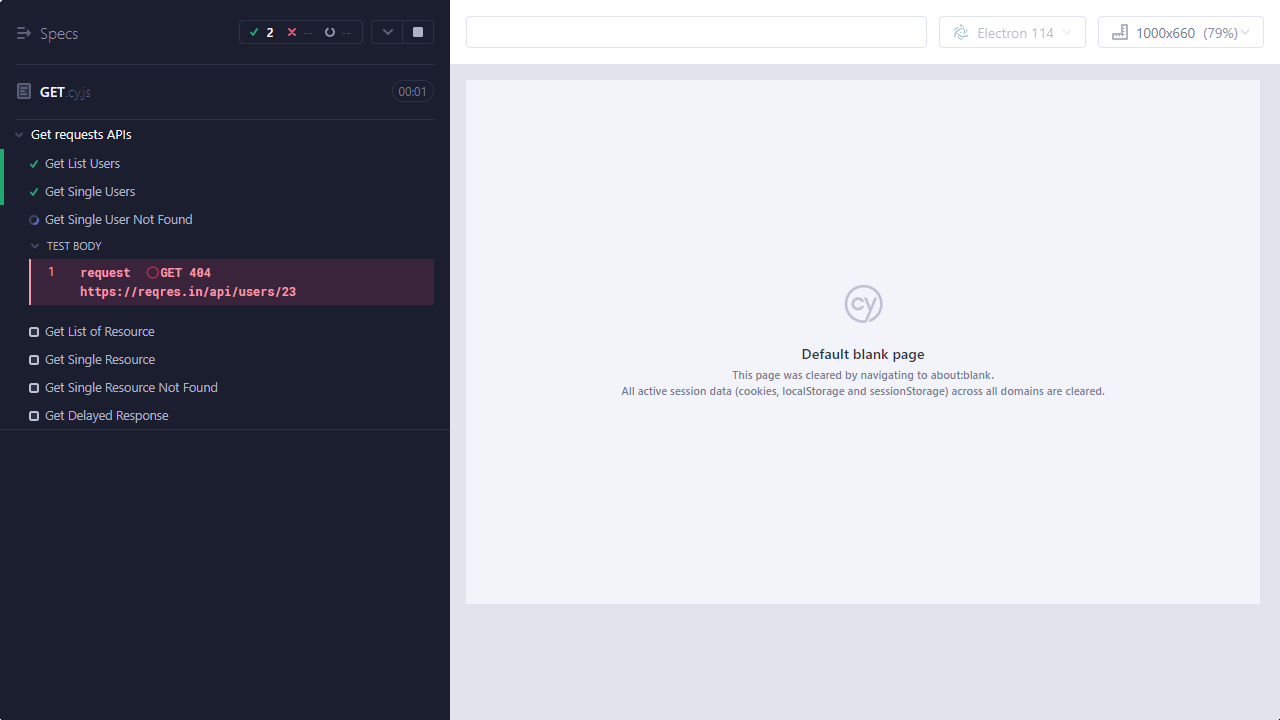 Specs
2 -- --
GET.cy.js
00:01
Get requests APIs
Get List Users
Get Single Users
Get Single User Not Found
TEST BODY
1 request GET 404
https://reqres.in/api/users/23
Get List of Resource
Get Single Resource
Get Single Resource Not Found
Get Delayed Response
Electron 114
1000x660 (79%)
cy
Default blank page
This page was cleared by navigating to about:blank.
All active session data (cookies, localStorage and sessionStorage) across all domains are cleared.